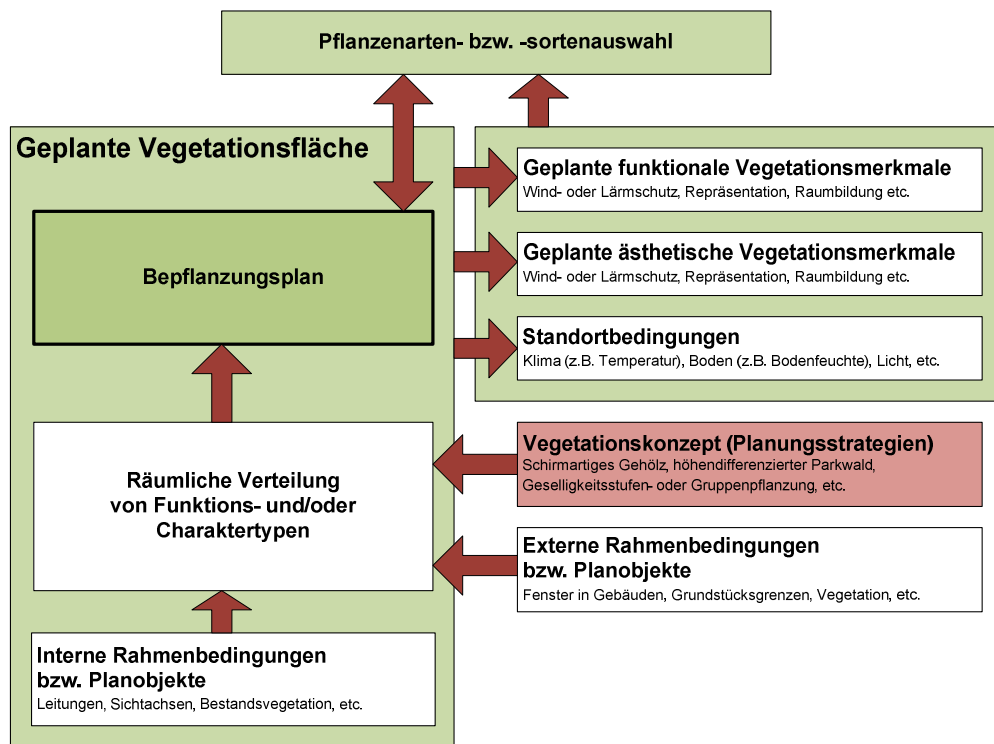 Pflanzenarten- bzw. -sortenauswahl
Geplante Vegetationsfläche
Bepflanzungsplan
Räumliche Verteilung
von Funktions- und/oder
Charaktertypen
Interne Rahmenbedingungen
bzw. Planobjekte
Leitungen, Sichtachsen, Bestandsvegetation, etc.
Geplante funktionale Vegetationsmerkmale
Wind- oder Lärmschutz, Repräsentation, Raumbildung etc.
Geplante ästhetische Vegetationsmerkmale
Wind- oder Lärmschutz, Repräsentation, Raumbildung etc.
Standortbedingungen
Klima (z.B. Temperatur), Boden (z.B. Bodenfeuchte), Licht, etc.
Vegetationskonzept (Planungsstrategien)
Schirmartiges Gehölz, höhendifferenzierter Parkwald,
Geselligkeitsstufen- oder Gruppenpflanzung, etc.
Externe Rahmenbedingungen
bzw. Planobjekte
Fenster in Gebäuden, Grundstücksgrenzen, Vegetation, etc.